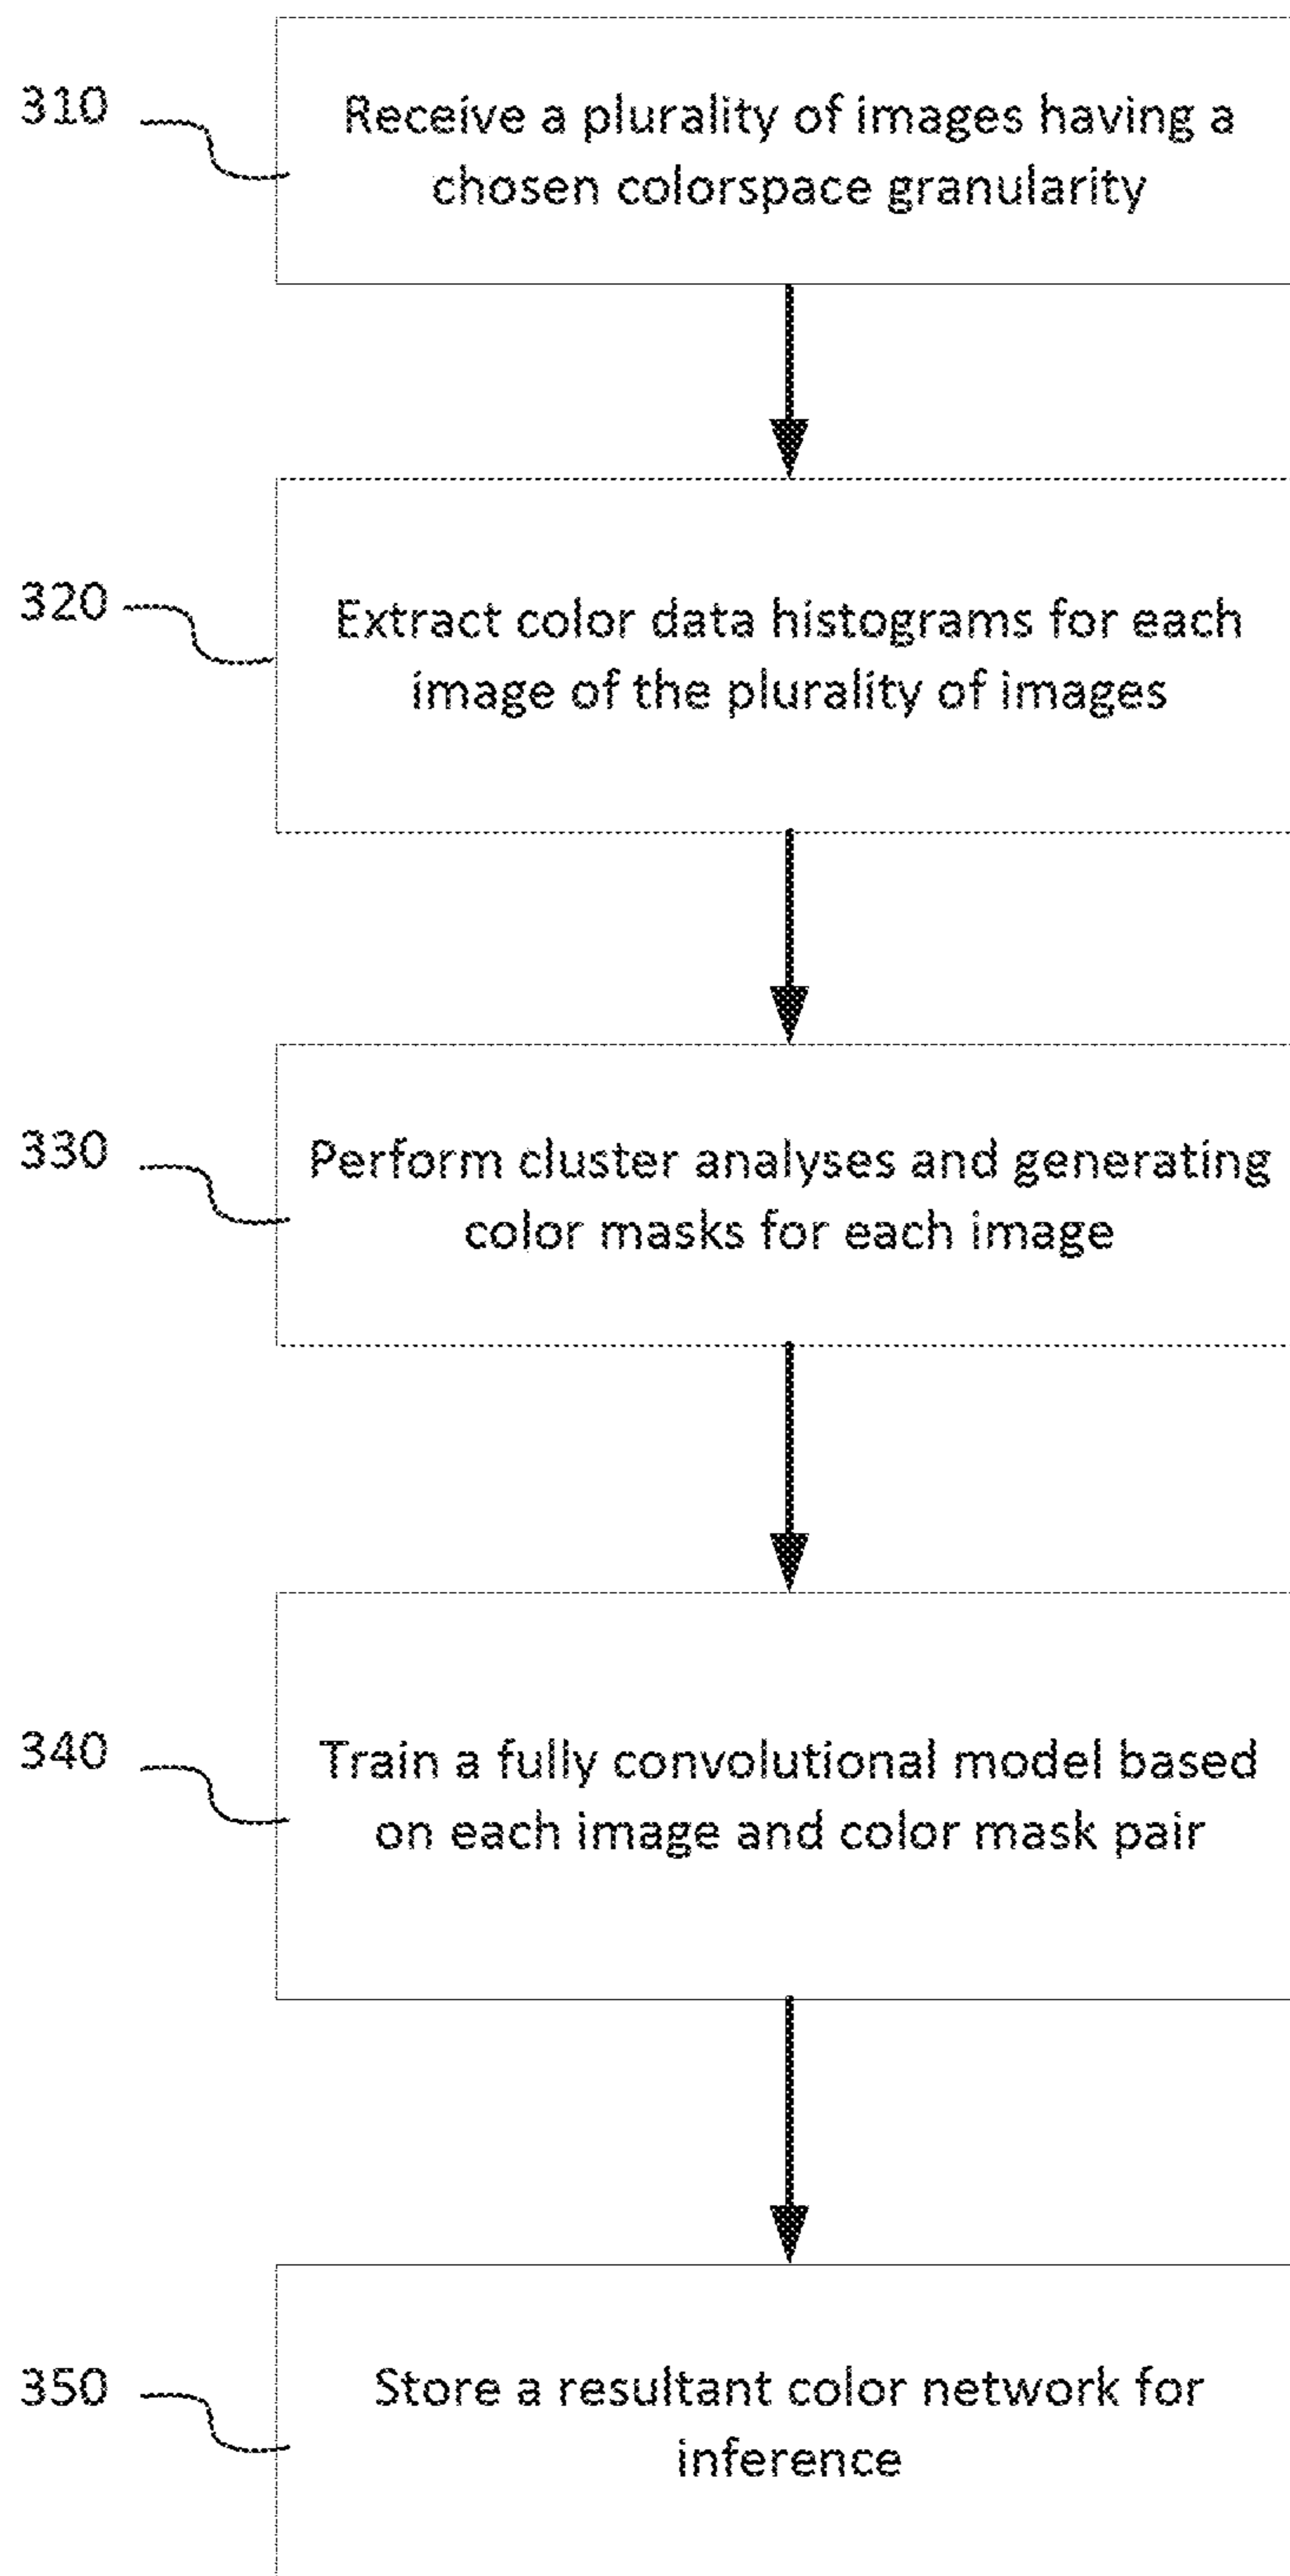 310
Receive a plurality of images having a
chosen colorspace granularity
320
Extract color data histograms for each
image of the plurality of images
330
Perform cluster analyses and generating
color masks for each image
340
Train a fully convolutional model based
on each image and color mask pair
350
Store a resultant color network for
inference